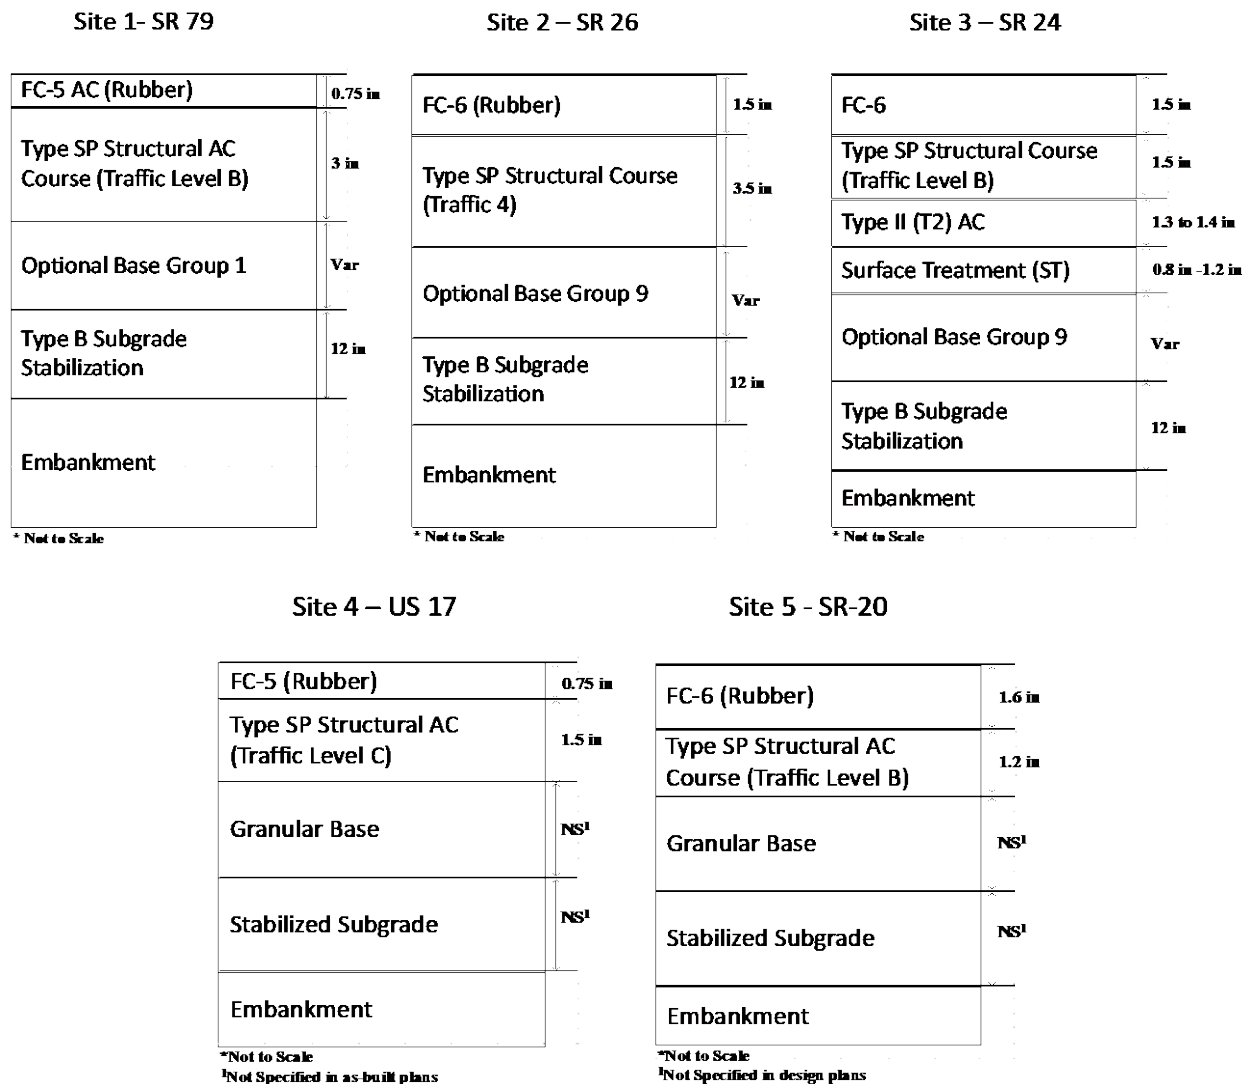 Site 1- SR 79
FC-5 AC (Rubber)
0.75 in
Type SP Structural AC
Course (Traffic Level B)
3 in
Optional Base Group 1
Var
Type B Subgrade
Stabilization
12 in
Embankment
* Not to Scale
Site 2 – SR 26
FC-6 (Rubber)
1.5 in
Type SP Structural Course
(Traffic 4)
3.5 in
Optional Base Group 9
Var
Type B Subgrade
Stabilization
12 in
Embankment
* Not to Scale
Site 3 – SR 24
FC-6
1.5 in
Type SP Structural Course
(Traffic Level B)
1.5 in
Type II (T2) AC
1.3 to 1.4 in
Surface Treatment (ST)
0.8 in -1.2 in
Optional Base Group 9
Var
Type B Subgrade
Stabilization
12 in
Embankment
* Not to Scale
Site 4 – US 17
FC-5 (Rubber)
0.75 in
Type SP Structural AC
(Traffic Level C)
1.5 in
Granular Base
NS¹
Stabilized Subgrade
NS¹
Embankment
*Not to Scale
¹Not Specified in as-built plans
Site 5 - SR-20
FC-6 (Rubber)
1.6 in
Type SP Structural AC
Course (Traffic Level B)
1.2 in
Granular Base
NS¹
Stabilized Subgrade
NS¹
Embankment
*Not to Scale
¹Not Specified in design plans